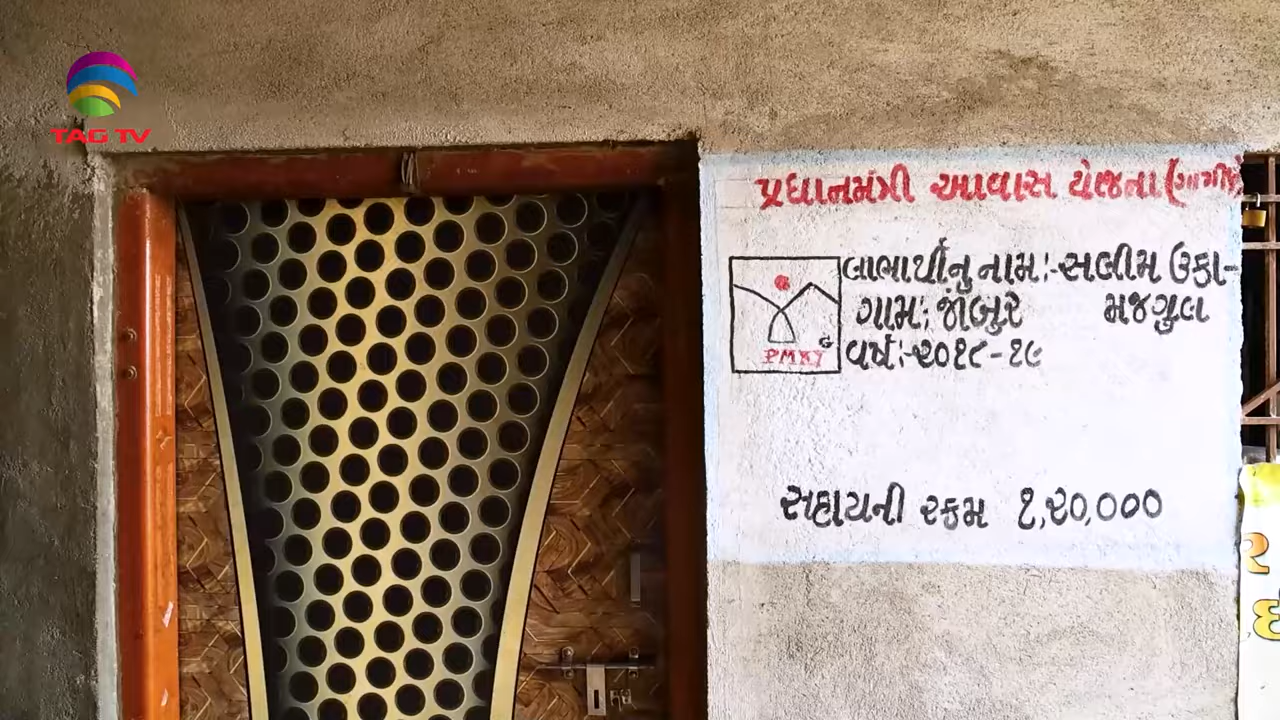 TAG TV
પ્રધાનમંત્રી આવાસ યોજના (ગ્રામીણ)
લાભાર્થીનુ નામ:-સલીમ ઉકા-
ગામ: જાંબુર મજગુલ
PMAY G
વર્ષ:-૨૦૧૮-૧૯
સહાયની રકમ ૧,૨૦,૦૦૦